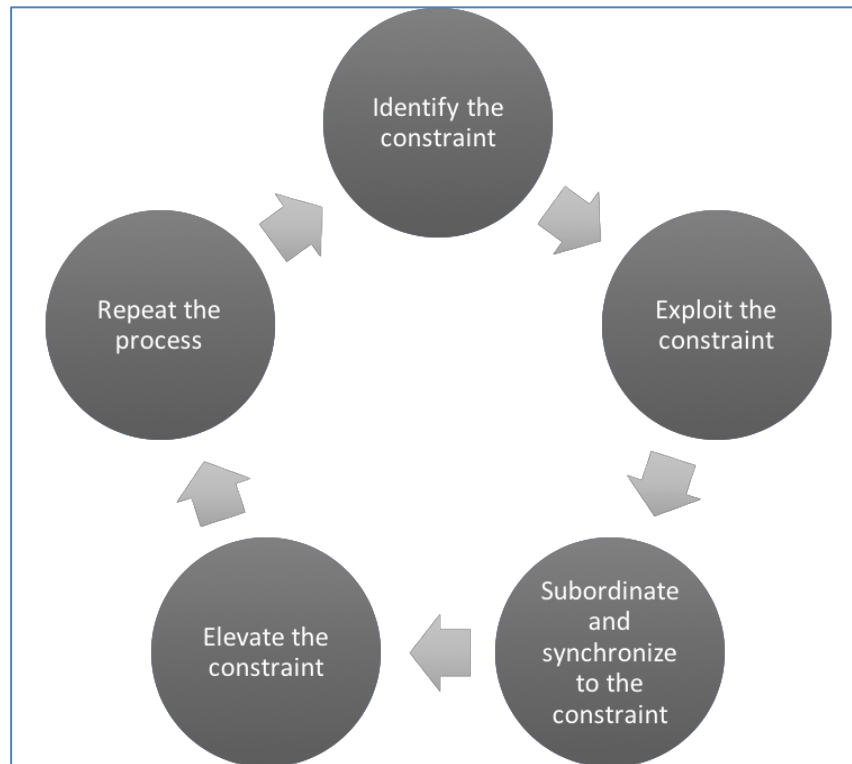 Identify the
constraint
Exploit the
constraint
Subordinate
and
synchronize
to the
constraint
Elevate the
constraint
Repeat the
process